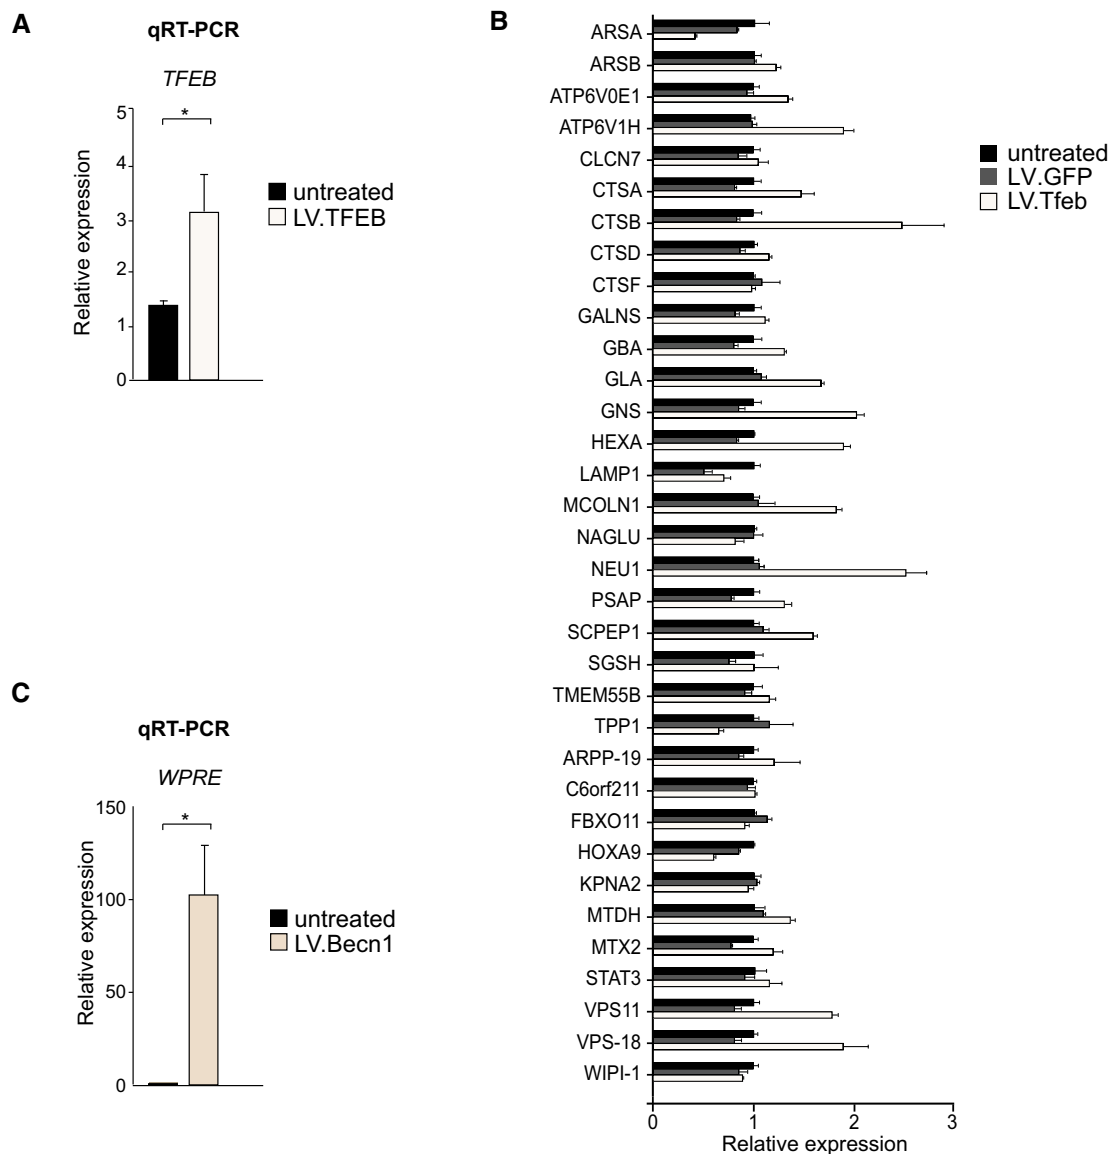 A
qRT-PCR
TFEB
*
5
4
3
2
1
0
Relative expression
untreated
LV.TFEB
B
ARSA
ARSB
ATP6V0E1
ATP6V1H
CLCN7
CTSA
CTSB
CTSD
CTSF
GALNS
GBA
GLA
GNS
HEXA
LAMP1
MCOLN1
NAGLU
NEU1
PSAP
SCPEP1
SGSH
TMEM55B
TPP1
ARPP-19
C6orf211
FBXO11
HOXA9
KPNA2
MTDH
MTX2
STAT3
VPS11
VPS-18
WIPI-1
0 1 2 3
Relative expression
untreated
LV.GFP
LV.Tfeb
C
qRT-PCR
WPRE
*
150
100
50
0
Relative expression
untreated
LV.Becn1